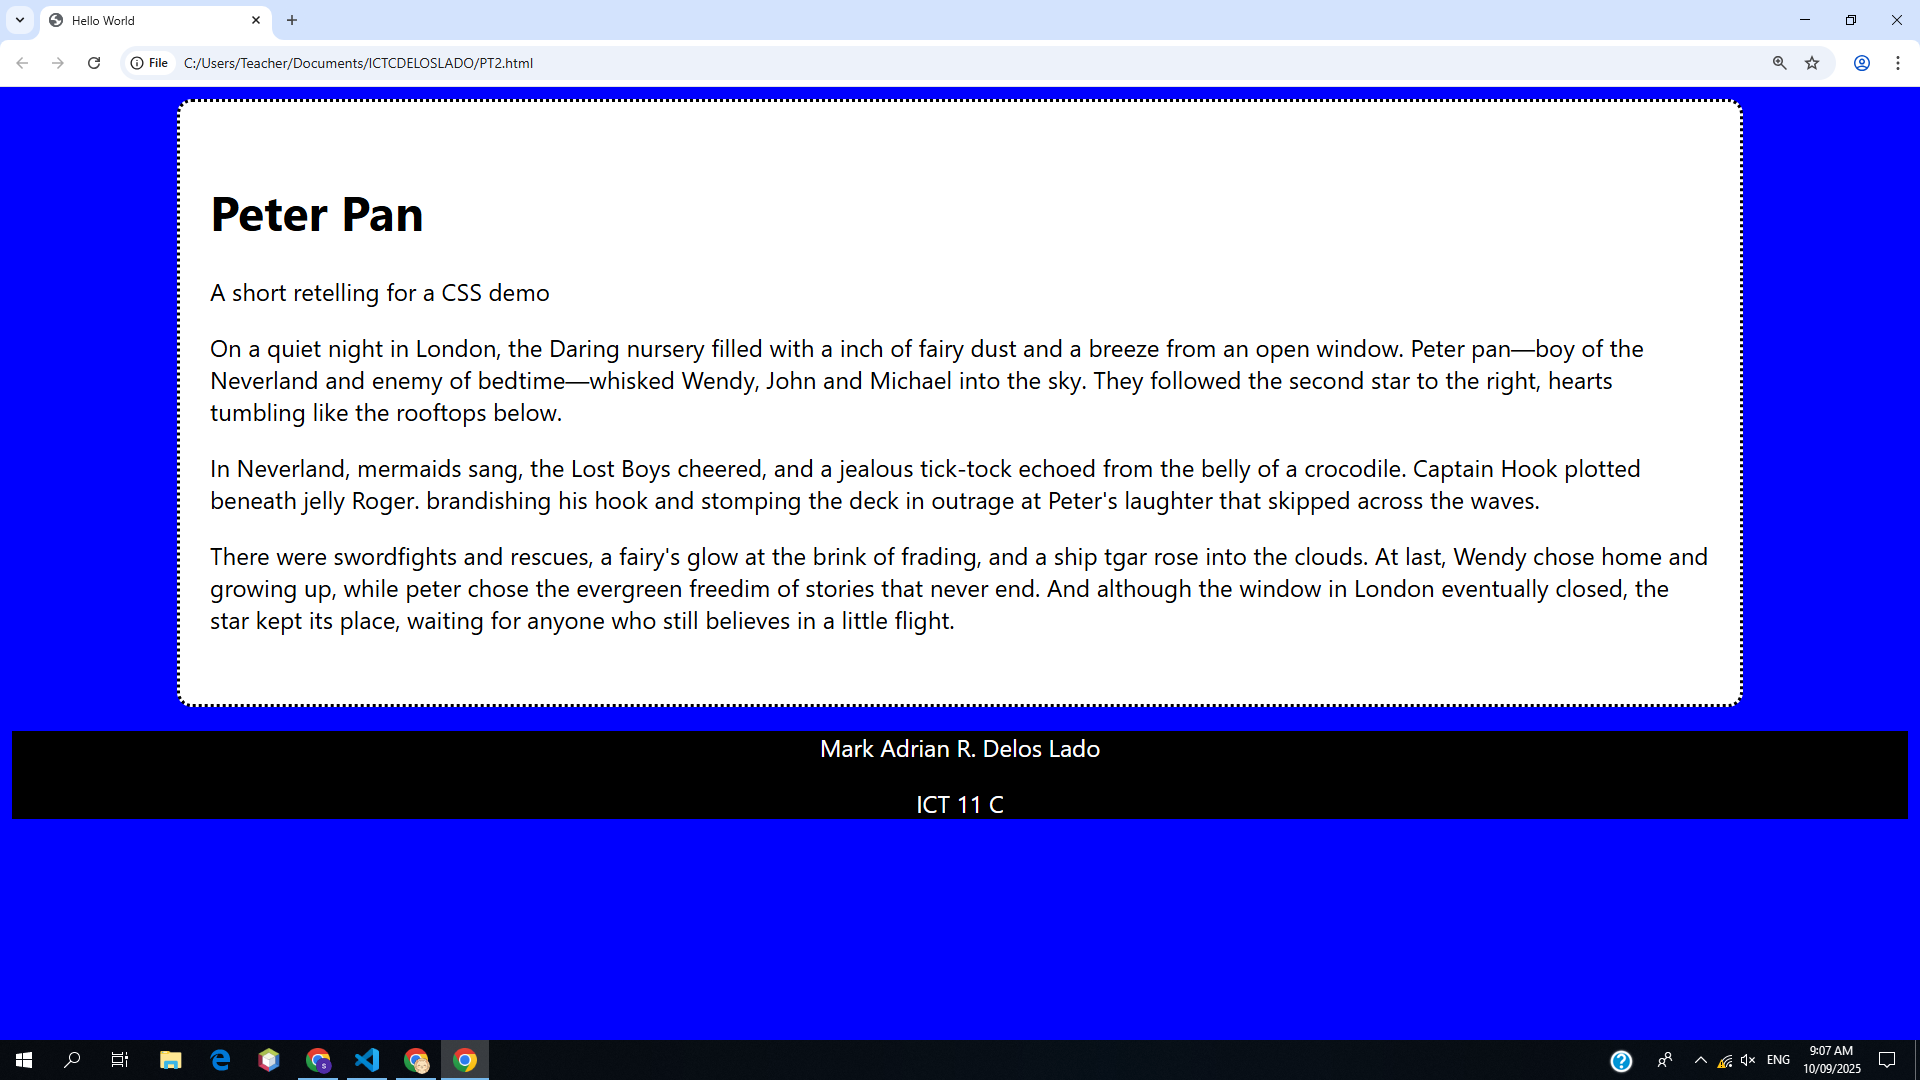 Hello World
File
C:/Users/Teacher/Documents/ICTCDELOSLADO/PT2.html
Peter Pan
A short retelling for a CSS demo
On a quiet night in London, the Daring nursery filled with a inch of fairy dust and a breeze from an open window. Peter pan—boy of the
Neverland and enemy of bedtime—whisked Wendy, John and Michael into the sky. They followed the second star to the right, hearts
tumbling like the rooftops below.
In Neverland, mermaids sang, the Lost Boys cheered, and a jealous tick-tock echoed from the belly of a crocodile. Captain Hook plotted
beneath jelly Roger. brandishing his hook and stomping the deck in outrage at Peter's laughter that skipped across the waves.
There were swordfights and rescues, a fairy's glow at the brink of frading, and a ship tgar rose into the clouds. At last, Wendy chose home and
growing up, while peter chose the evergreen freedim of stories that never end. And although the window in London eventually closed, the
star kept its place, waiting for anyone who still believes in a little flight.
Mark Adrian R. Delos Lado
ICT 11 C
ENG
9:07 AM
10/09/2025